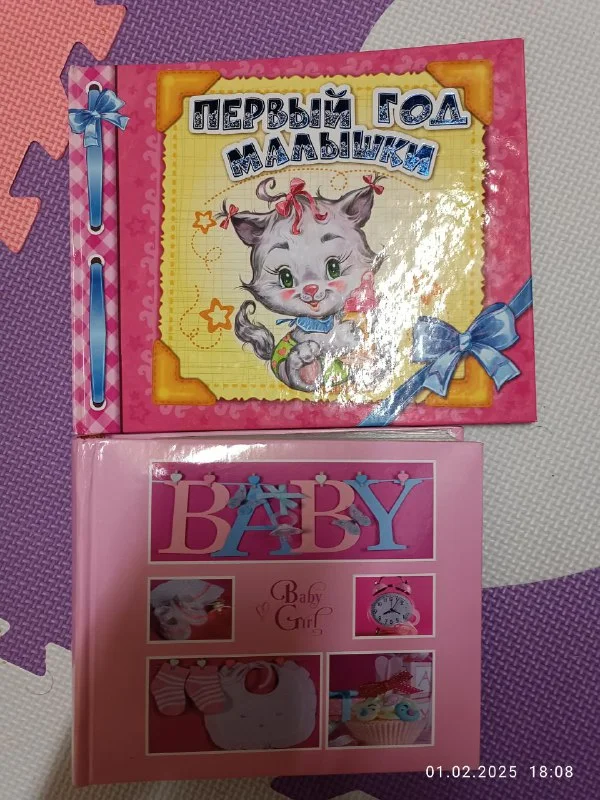 ПЕРВЫЙ ГОД
МАЛЫШКИ
BABY
Baby
Girl
01.02.2025 18:08